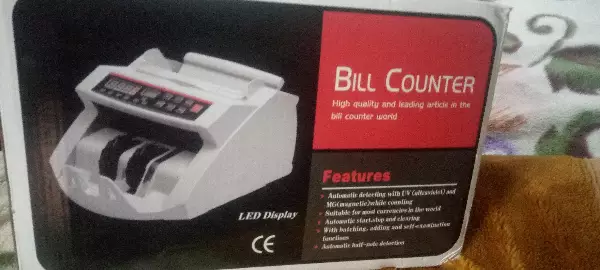 BILL COUNTER
High quality and leading article in the
bill counter world
Features
Automatic detecting with UV (ultraviolet) and
MG(magnetic)while counting
Suitable for most currencies in the world
Automatic start,stop and clearing
With batching, adding and self-examination
functions
Automatic half-note detection
LED Display
CE